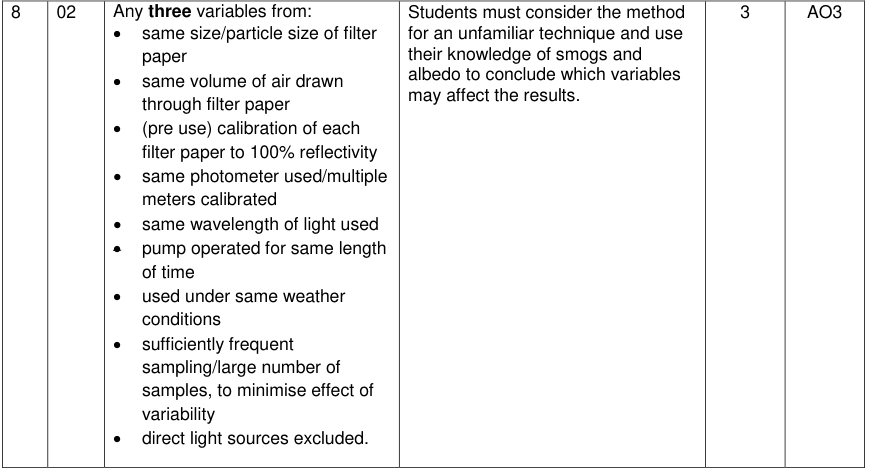 8 02 Any three variables from: Students must consider the method 3 AO3
• same size/particle size of filter for an unfamiliar technique and use
paper their knowledge of smogs and
• same volume of air drawn albedo to conclude which variables
through filter paper may affect the results.
• (pre use) calibration of each
filter paper to 100% reflectivity
• same photometer used/multiple
meters calibrated
• same wavelength of light used
• pump operated for same length
of time
• used under same weather
conditions
• sufficiently frequent
sampling/large number of
samples, to minimise effect of
variability
• direct light sources excluded.